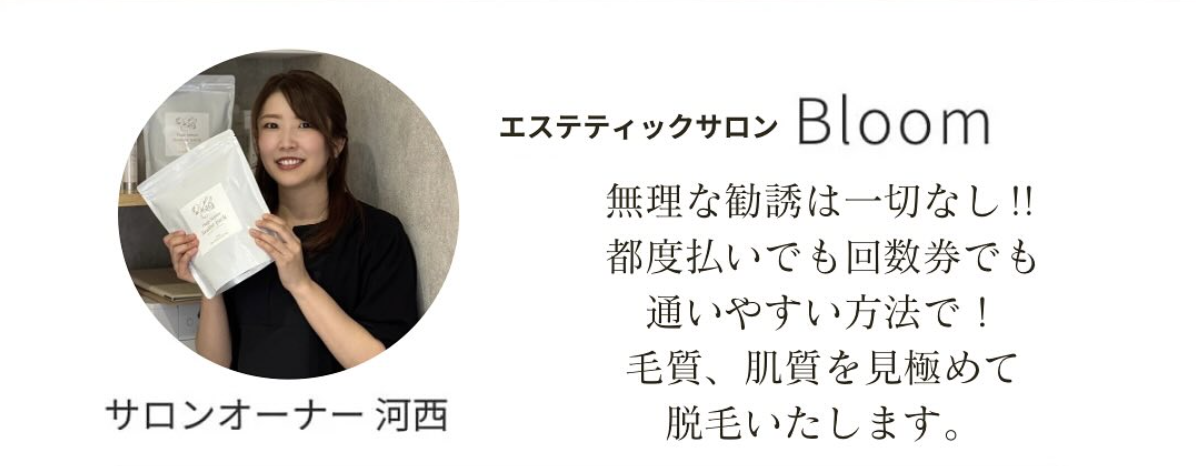 エステティックサロン Bloom
無理な勧誘は一切なし!!
都度払いでも回数券でも
通いやすい方法で！
毛質、肌質を見極めて
脱毛いたします。
サロンオーナー 河西